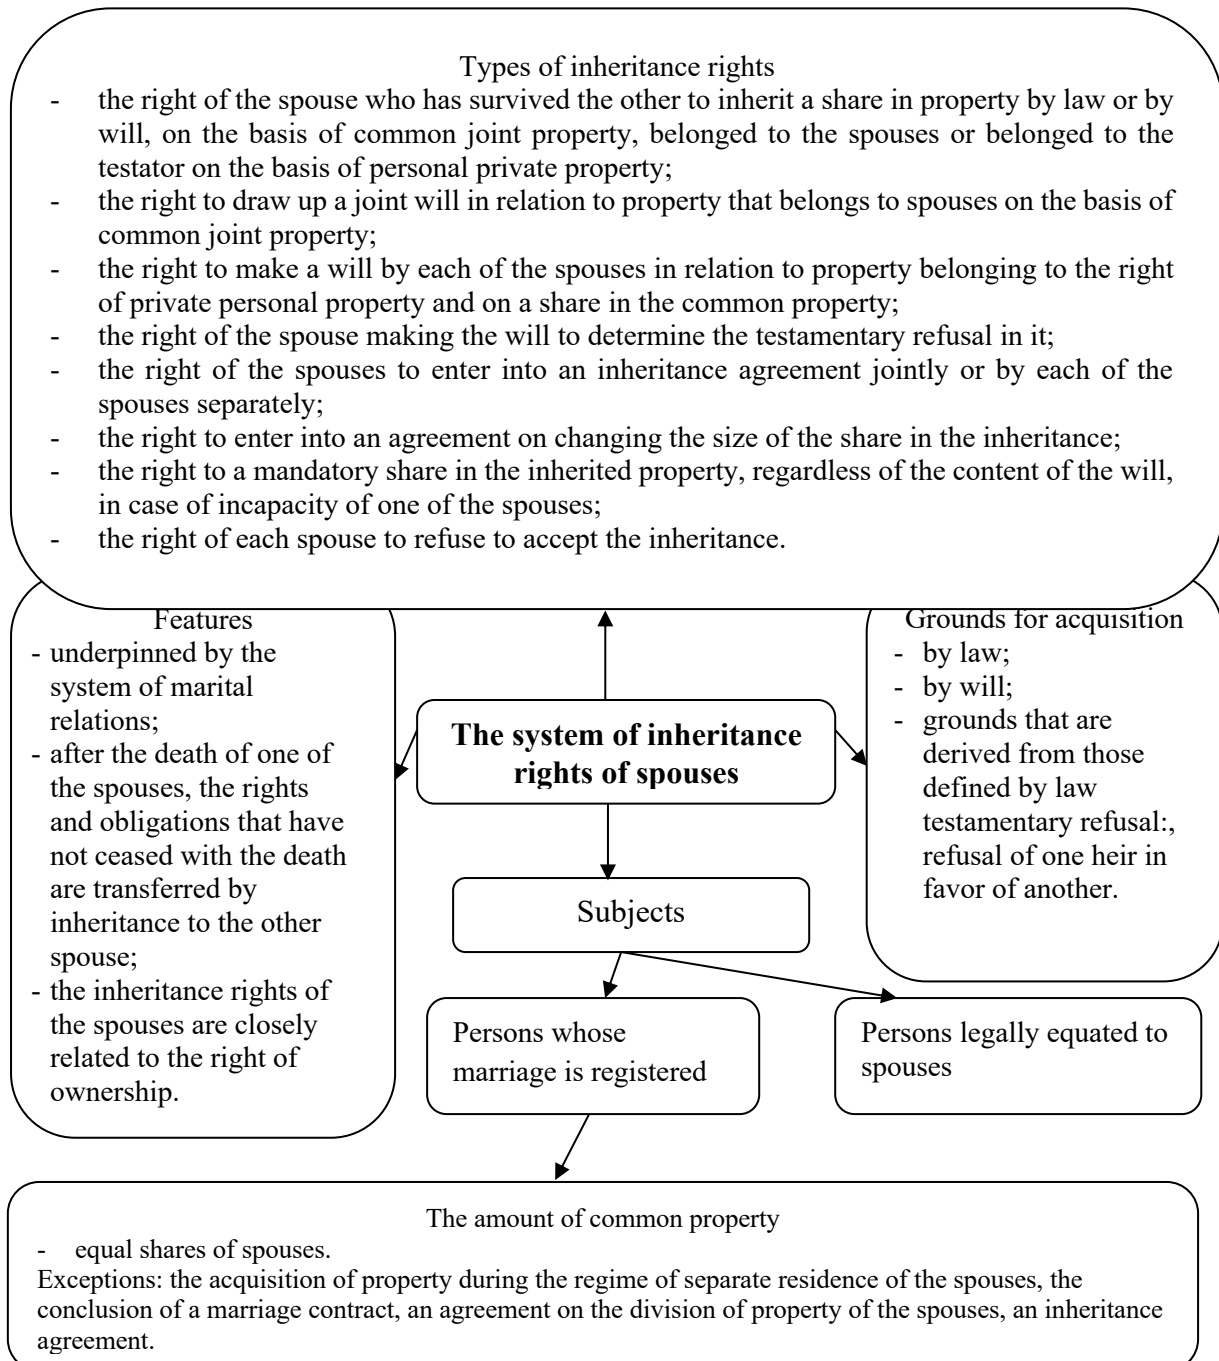 Types of inheritance rights
- the right of the spouse who has survived the other to inherit a share in property by law or by
will, on the basis of common joint property, belonged to the spouses or belonged to the
testator on the basis of personal private property;
- the right to draw up a joint will in relation to property that belongs to spouses on the basis of
common joint property;
- the right to make a will by each of the spouses in relation to property belonging to the right
of private personal property and on a share in the common property;
- the right of the spouse making the will to determine the testamentary refusal in it;
- the right of the spouses to enter into an inheritance agreement jointly or by each of the
spouses separately;
- the right to enter into an agreement on changing the size of the share in the inheritance;
- the right to a mandatory share in the inherited property, regardless of the content of the will,
in case of incapacity of one of the spouses;
- the right of each spouse to refuse to accept the inheritance.
Features
- underpinned by the
system of marital
relations;
- after the death of one of
the spouses, the rights
and obligations that have
not ceased with the death
are transferred by
inheritance to the other
spouse;
- the inheritance rights of
the spouses are closely
related to the right of
ownership.
The system of inheritance
rights of spouses
Grounds for acquisition
- by law;
- by will;
- grounds that are
derived from those
defined by law
testamentary refusal:,
refusal of one heir in
favor of another.
Subjects
Persons whose
marriage is registered
Persons legally equated to
spouses
The amount of common property
- equal shares of spouses.
Exceptions: the acquisition of property during the regime of separate residence of the spouses, the
conclusion of a marriage contract, an agreement on the division of property of the spouses, an inheritance
agreement.